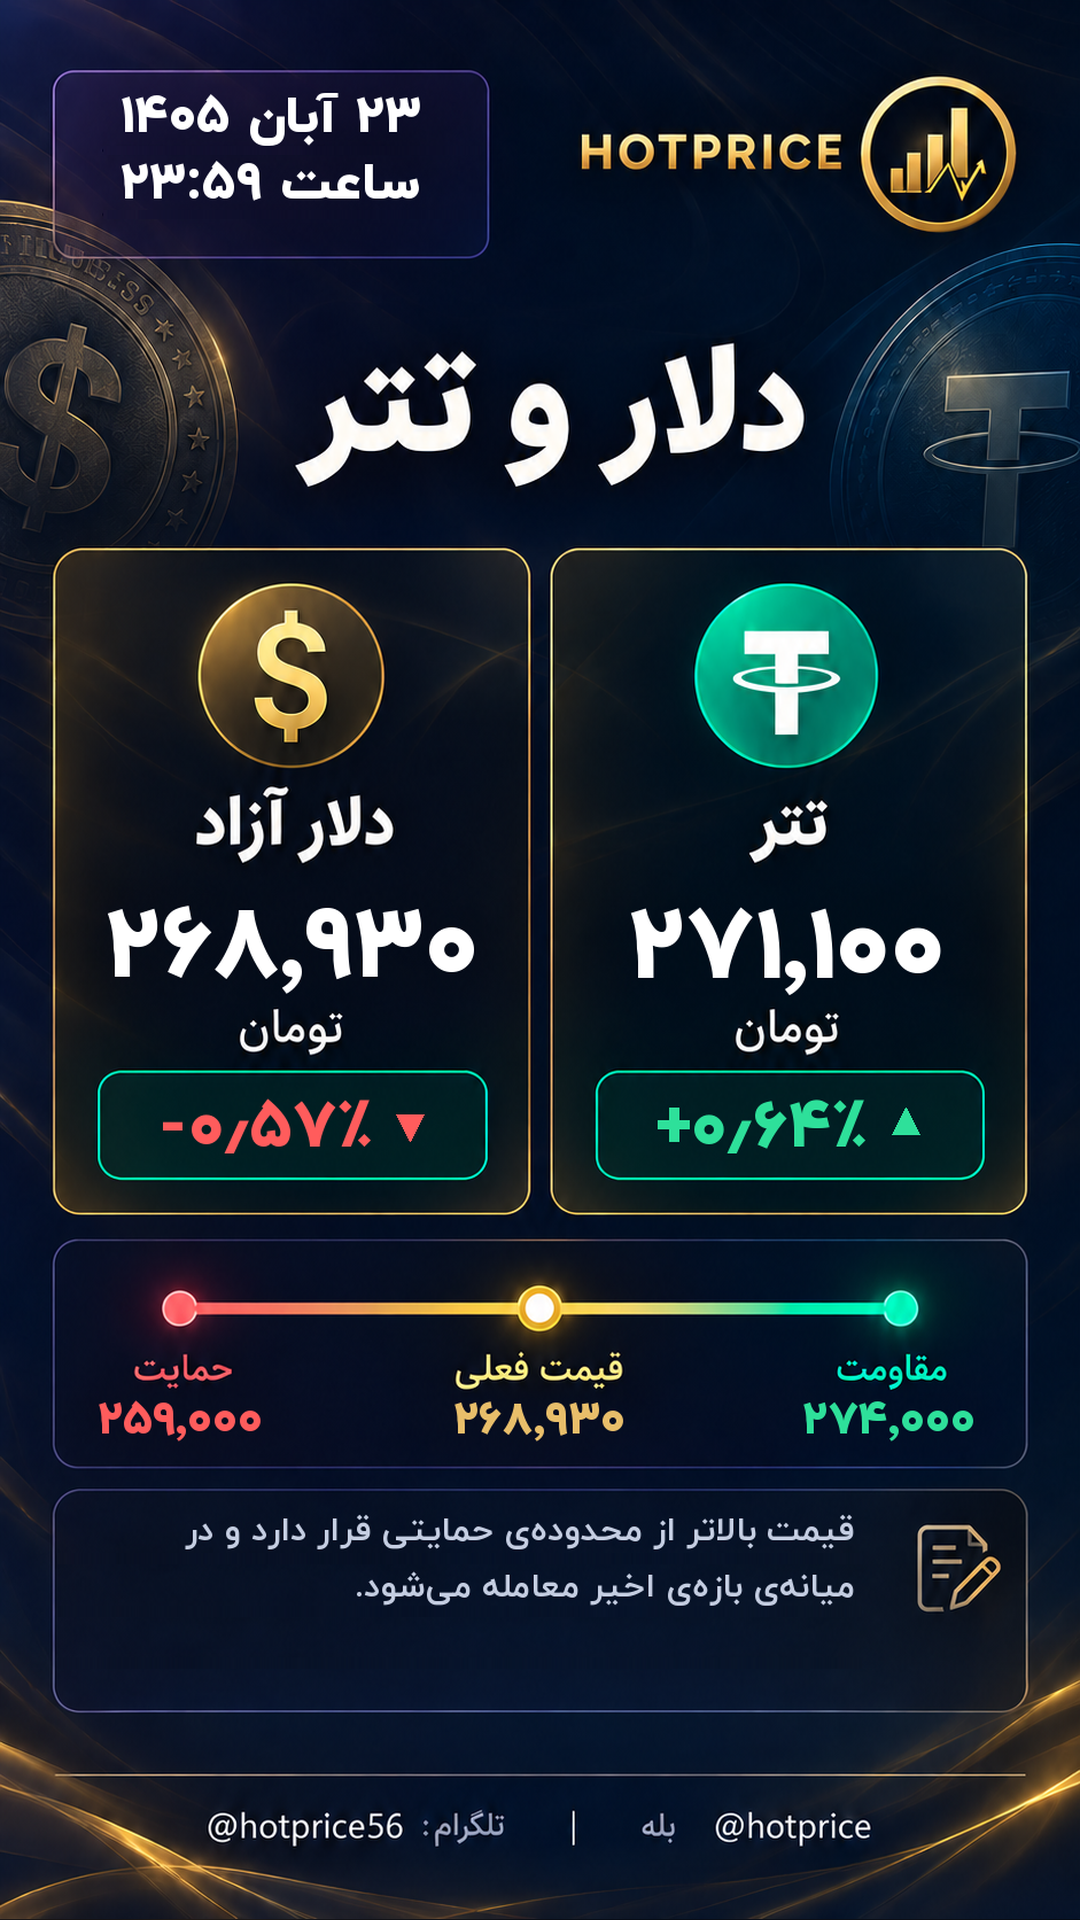 HOTPRICE
۲۳ آبان ۱۴۰۵
ساعت ۲۳:۵۹
دلار و تتر
تتر
۲۷۱,۱۰۰
تومان
+۰٫۶۴٪ ▲
دلار آزاد
۲۶۸,۹۳۰
تومان
-۰٫۵۷٪ ▼
مقاومت
۲۷۴,۰۰۰
قیمت فعلی
۲۶۸,۹۳۰
حمایت
۲۵۹,۰۰۰
قیمت بالاتر از محدوده‌ی حمایتی قرار دارد و در
میانه‌ی بازه‌ی اخیر معامله می‌شود.
@hotprice بله | تلگرام: @hotprice56